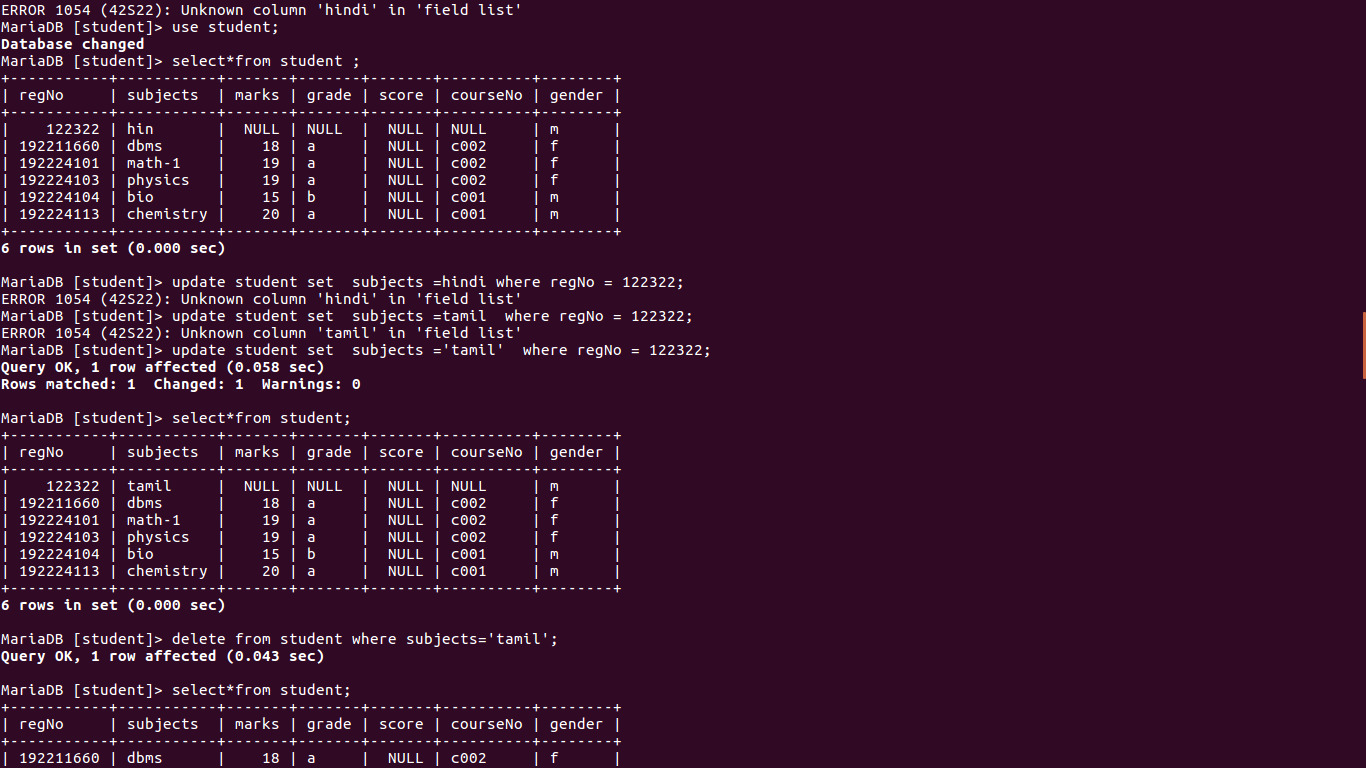 ERROR 1054 (42S22): Unknown column 'hindi' in 'field list'
MariaDB [student]> use student;
Database changed
MariaDB [student]> select*from student ;
+-----------+-----------+-------+-------+-------+----------+--------+
| regNo     | subjects  | marks | grade | score | courseNo | gender |
+-----------+-----------+-------+-------+-------+----------+--------+
|    122322 | hin       |  NULL | NULL  |  NULL | NULL     | m      |
| 192211660 | dbms      |    18 | a     |  NULL | c002     | f      |
| 192224101 | math-1    |    19 | a     |  NULL | c002     | f      |
| 192224103 | physics   |    19 | a     |  NULL | c002     | f      |
| 192224104 | bio       |    15 | b     |  NULL | c001     | m      |
| 192224113 | chemistry |    20 | a     |  NULL | c001     | m      |
+-----------+-----------+-------+-------+-------+----------+--------+
6 rows in set (0.000 sec)

MariaDB [student]> update student set  subjects =hindi where regNo = 122322;
ERROR 1054 (42S22): Unknown column 'hindi' in 'field list'
MariaDB [student]> update student set  subjects =tamil  where regNo = 122322;
ERROR 1054 (42S22): Unknown column 'tamil' in 'field list'
MariaDB [student]> update student set  subjects ='tamil'  where regNo = 122322;
Query OK, 1 row affected (0.058 sec)
Rows matched: 1  Changed: 1  Warnings: 0

MariaDB [student]> select*from student;
+-----------+-----------+-------+-------+-------+----------+--------+
| regNo     | subjects  | marks | grade | score | courseNo | gender |
+-----------+-----------+-------+-------+-------+----------+--------+
|    122322 | tamil     |  NULL | NULL  |  NULL | NULL     | m      |
| 192211660 | dbms      |    18 | a     |  NULL | c002     | f      |
| 192224101 | math-1    |    19 | a     |  NULL | c002     | f      |
| 192224103 | physics   |    19 | a     |  NULL | c002     | f      |
| 192224104 | bio       |    15 | b     |  NULL | c001     | m      |
| 192224113 | chemistry |    20 | a     |  NULL | c001     | m      |
+-----------+-----------+-------+-------+-------+----------+--------+
6 rows in set (0.000 sec)

MariaDB [student]> delete from student where subjects='tamil';
Query OK, 1 row affected (0.043 sec)

MariaDB [student]> select*from student;
+-----------+-----------+-------+-------+-------+----------+--------+
| regNo     | subjects  | marks | grade | score | courseNo | gender |
+-----------+-----------+-------+-------+-------+----------+--------+
| 192211660 | dbms      |    18 | a     |  NULL | c002     | f      |